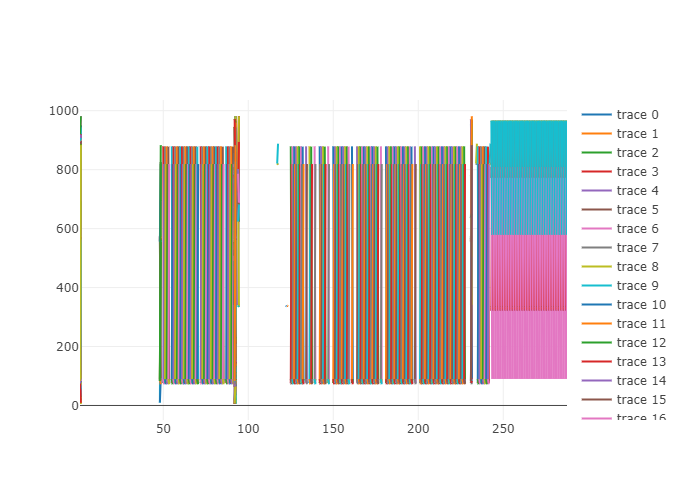 1000
800
600
400
200
0
50
100
150
200
250
trace 0
trace 1
trace 2
trace 3
trace 4
trace 5
trace 6
trace 7
trace 8
trace 9
trace 10
trace 11
trace 12
trace 13
trace 14
trace 15
trace 16